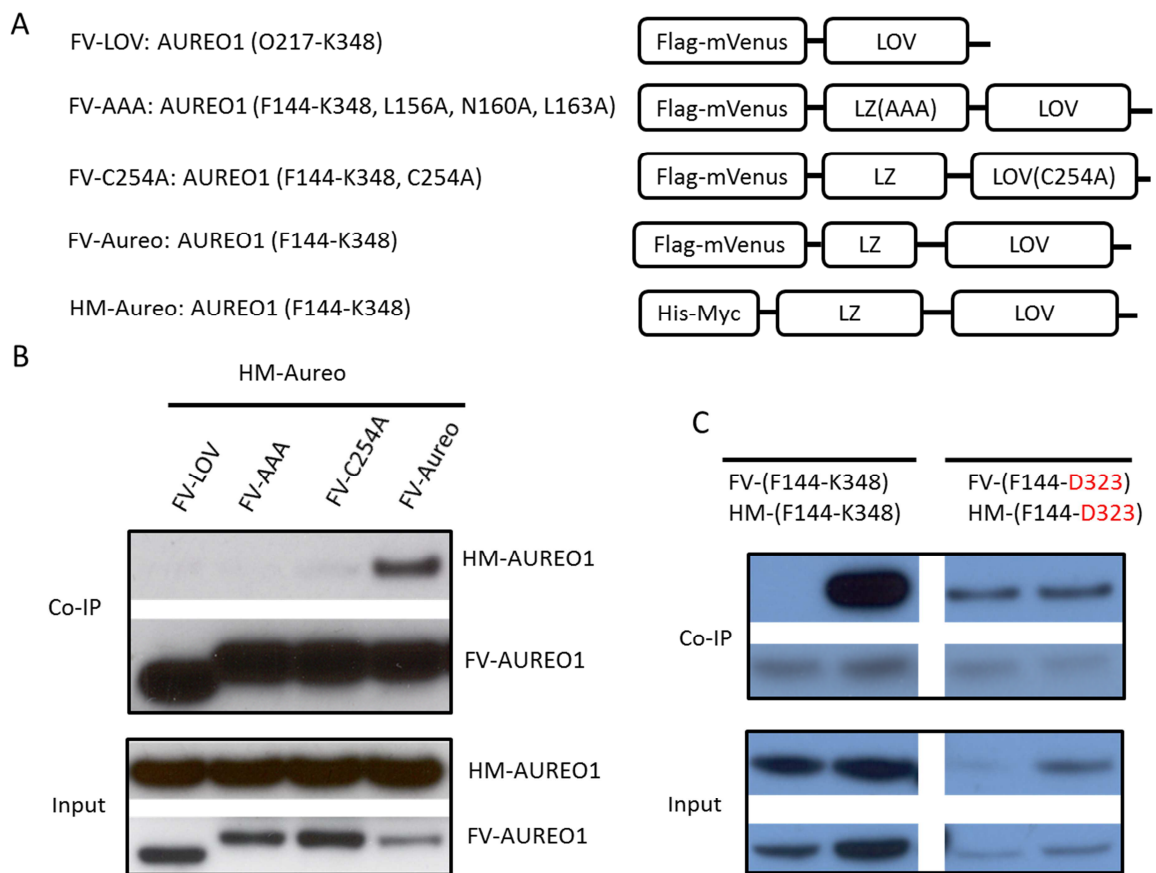 A
FV-LOV: AUREO1 (O217-K348)
Flag-mVenus
LOV
FV-AAA: AUREO1 (F144-K348, L156A, N160A, L163A)
Flag-mVenus
LZ(AAA)
LOV
FV-C254A: AUREO1 (F144-K348, C254A)
Flag-mVenus
LZ
LOV(C254A)
FV-Aureo: AUREO1 (F144-K348)
Flag-mVenus
LZ
LOV
HM-Aureo: AUREO1 (F144-K348)
His-Myc
LZ
LOV
B
HM-Aureo
FV-LOV
FV-AAA
FV-C254A
FV-Aureo
Co-IP
HM-AUREO1
FV-AUREO1
Input
HM-AUREO1
FV-AUREO1
C
FV-(F144-K348)
HM-(F144-K348)
FV-(F144-D323)
HM-(F144-D323)
Co-IP
Input